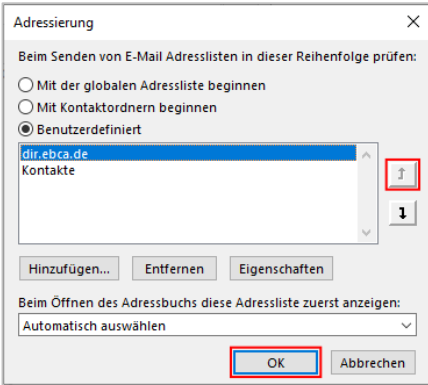 Adressierung
Beim Senden von E-Mail Adresslisten in dieser Reihenfolge prüfen:
Mit der globalen Adressliste beginnen
Mit Kontaktordnern beginnen
Benutzerdefiniert
dir.ebca.de
Kontakte
Hinzufügen... Entfernen Eigenschaften
Beim Öffnen des Adressbuchs diese Adressliste zuerst anzeigen:
Automatisch auswählen
OK Abbrechen